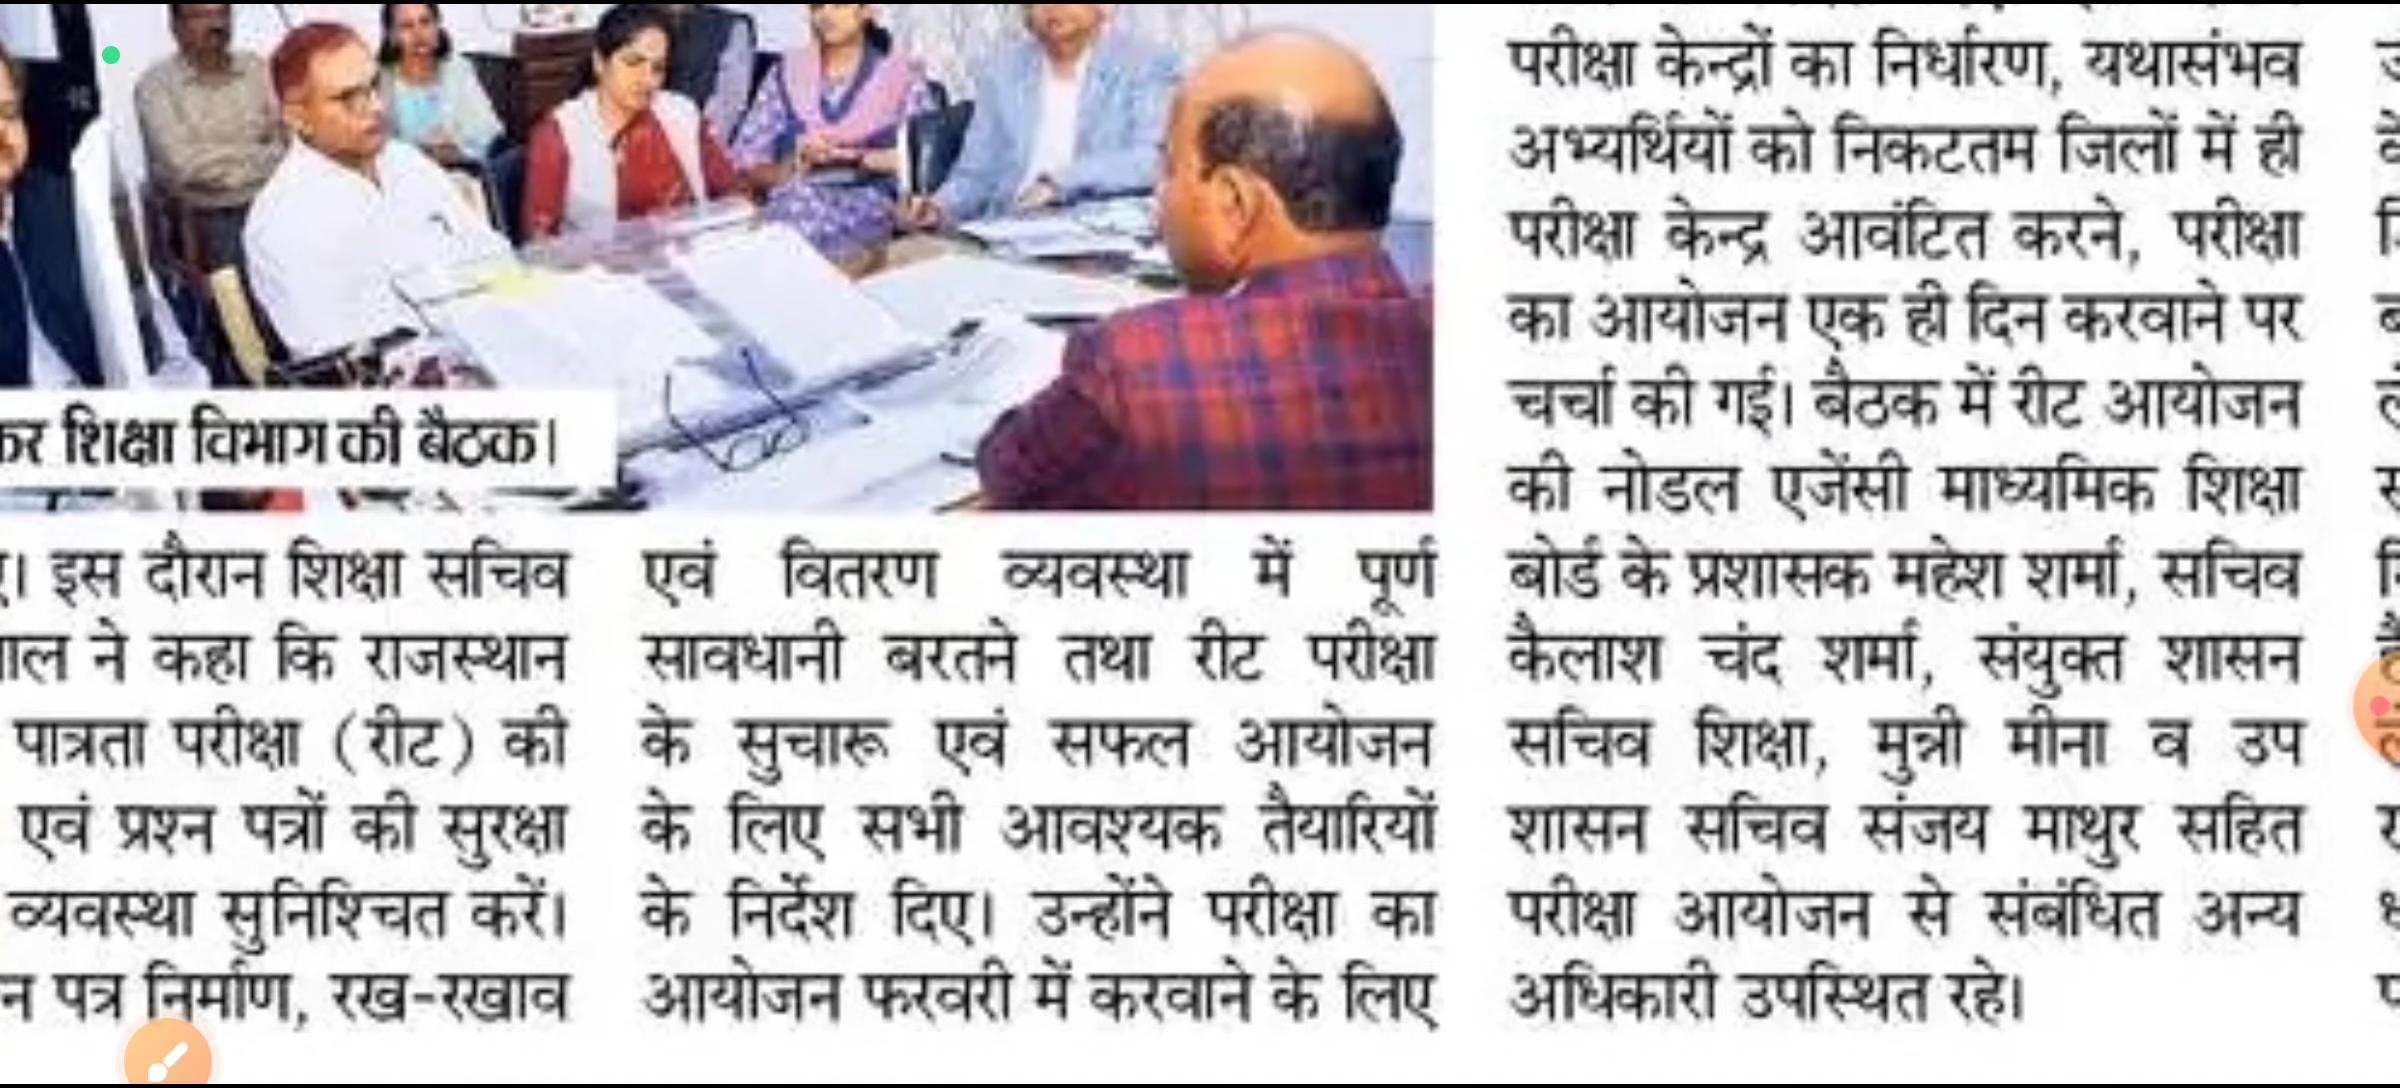 कर शिक्षा विभाग की बैठक।
इस दौरान शिक्षा सचिव
ने कहा कि राजस्थान
पात्रता परीक्षा (रीट) की
एवं प्रश्न पत्रों की सुरक्षा
व्यवस्था सुनिश्चित करें।
पत्र निर्माण, रख-रखाव
एवं वितरण व्यवस्था में पूर्ण
सावधानी बरतने तथा रीट परीक्षा
के सुचारू एवं सफल आयोजन
के लिए सभी आवश्यक तैयारियों
के निर्देश दिए। उन्होंने परीक्षा का
आयोजन फरवरी में करवाने के लिए
परीक्षा केन्द्रों का निर्धारण, यथासंभव
अभ्यर्थियों को निकटतम जिलों में ही
परीक्षा केन्द्र आवंटित करने, परीक्षा
का आयोजन एक ही दिन करवाने पर
चर्चा की गई। बैठक में रीट आयोजन
की नोडल एजेंसी माध्यमिक शिक्षा
बोर्ड के प्रशासक महेश शर्मा, सचिव
कैलाश चंद शर्मा, संयुक्त शासन
सचिव शिक्षा, मुन्नी मीना व उप
शासन सचिव संजय माथुर सहित
परीक्षा आयोजन से संबंधित अन्य
अधिकारी उपस्थित रहे।